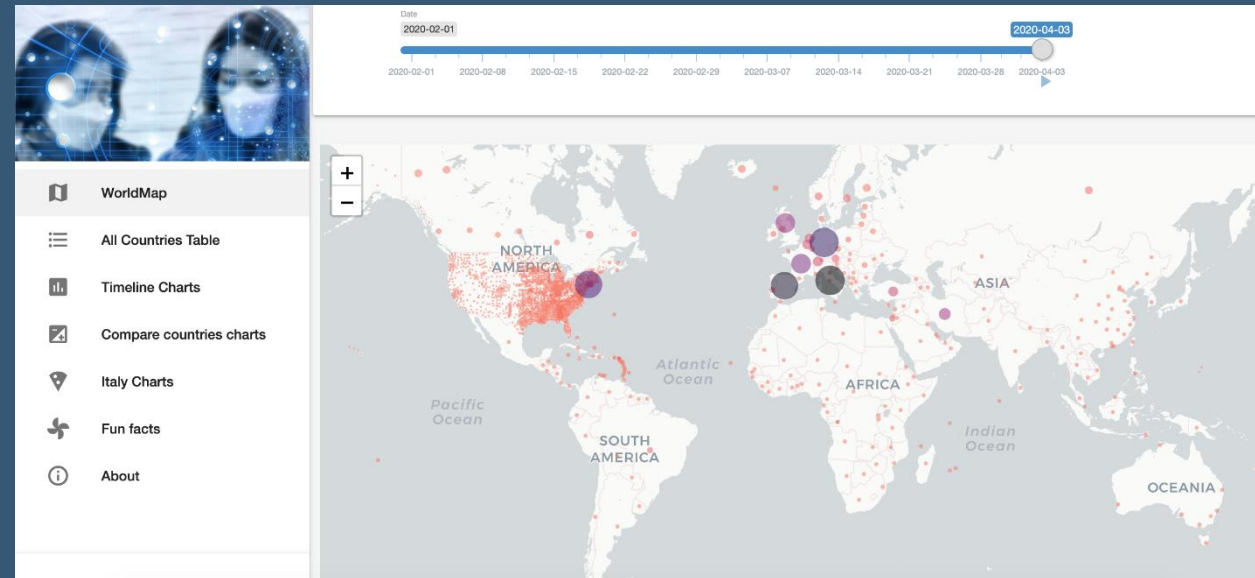 Date
2020-02-01
2020-04-03
2020-02-01 2020-02-08 2020-02-15 2020-02-22 2020-02-29 2020-03-07 2020-03-14 2020-03-21 2020-03-28 2020-04-03
WorldMap
All Countries Table
Timeline Charts
Compare countries charts
Italy Charts
Fun facts
About
+
−
NORTH
AMERICA
ASIA
Atlantic
Ocean
AFRICA
Pacific
Ocean
SOUTH
AMERICA
Indian
Ocean
OCEANIA